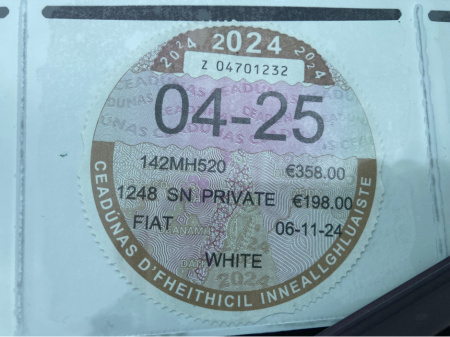 2024 2024 2024
Z 04701232
04-25
142MH520 €358.00
1248 SN PRIVATE €198.00
FIAT 06-11-24
WHITE
2024
CEADÚNAS D'FHEITHICIL INNEALLGHLUAISTE